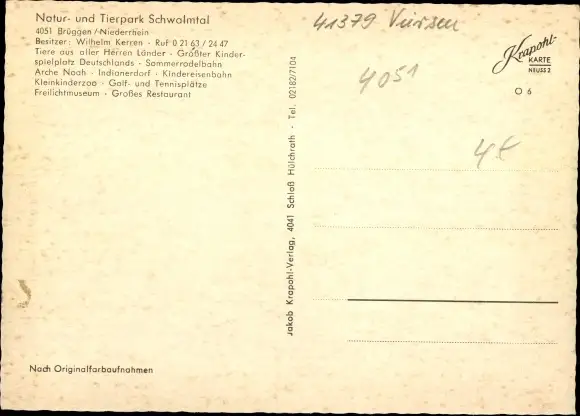 Natur- und Tierpark Schwalmtal
4051 Brüggen/Niederrhein
Besitzer: Wilhelm Kerren · Ruf 0 21 63 / 24 47
Tiere aus aller Herren Länder · Größter Kinder-
spielplatz Deutschlands · Sommerrodelbahn
Arche Noah · Indianerdorf · Kindereisenbahn
Kleinkinderzoo · Golf- und Tennisplätze
Freilichtmuseum · Großes Restaurant
Nach Originalfarbaufnahmen
Jakob Krapohl-Verlag, 4041 Schloß Hülchrath · Tel. 02182/7104
41379 Viersen
4051
4€
Krapohl-
KARTE
NEUSS 2
O 6